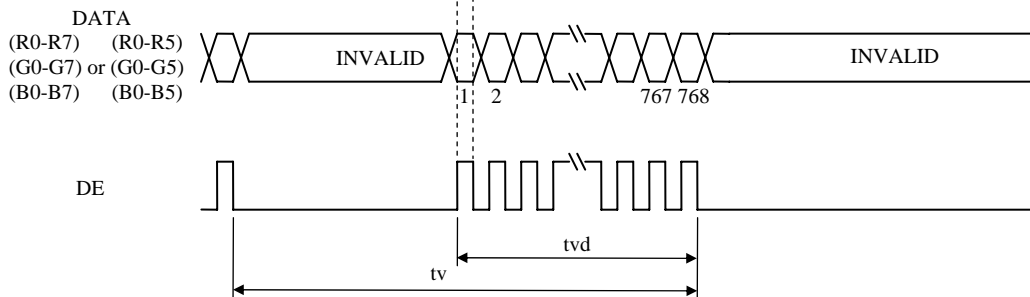 DATA
(R0-R7) (R0-R5)
(G0-G7) or (G0-G5)
(B0-B7) (B0-B5)
INVALID
INVALID
1 2 767 768
DE
tvd
tv